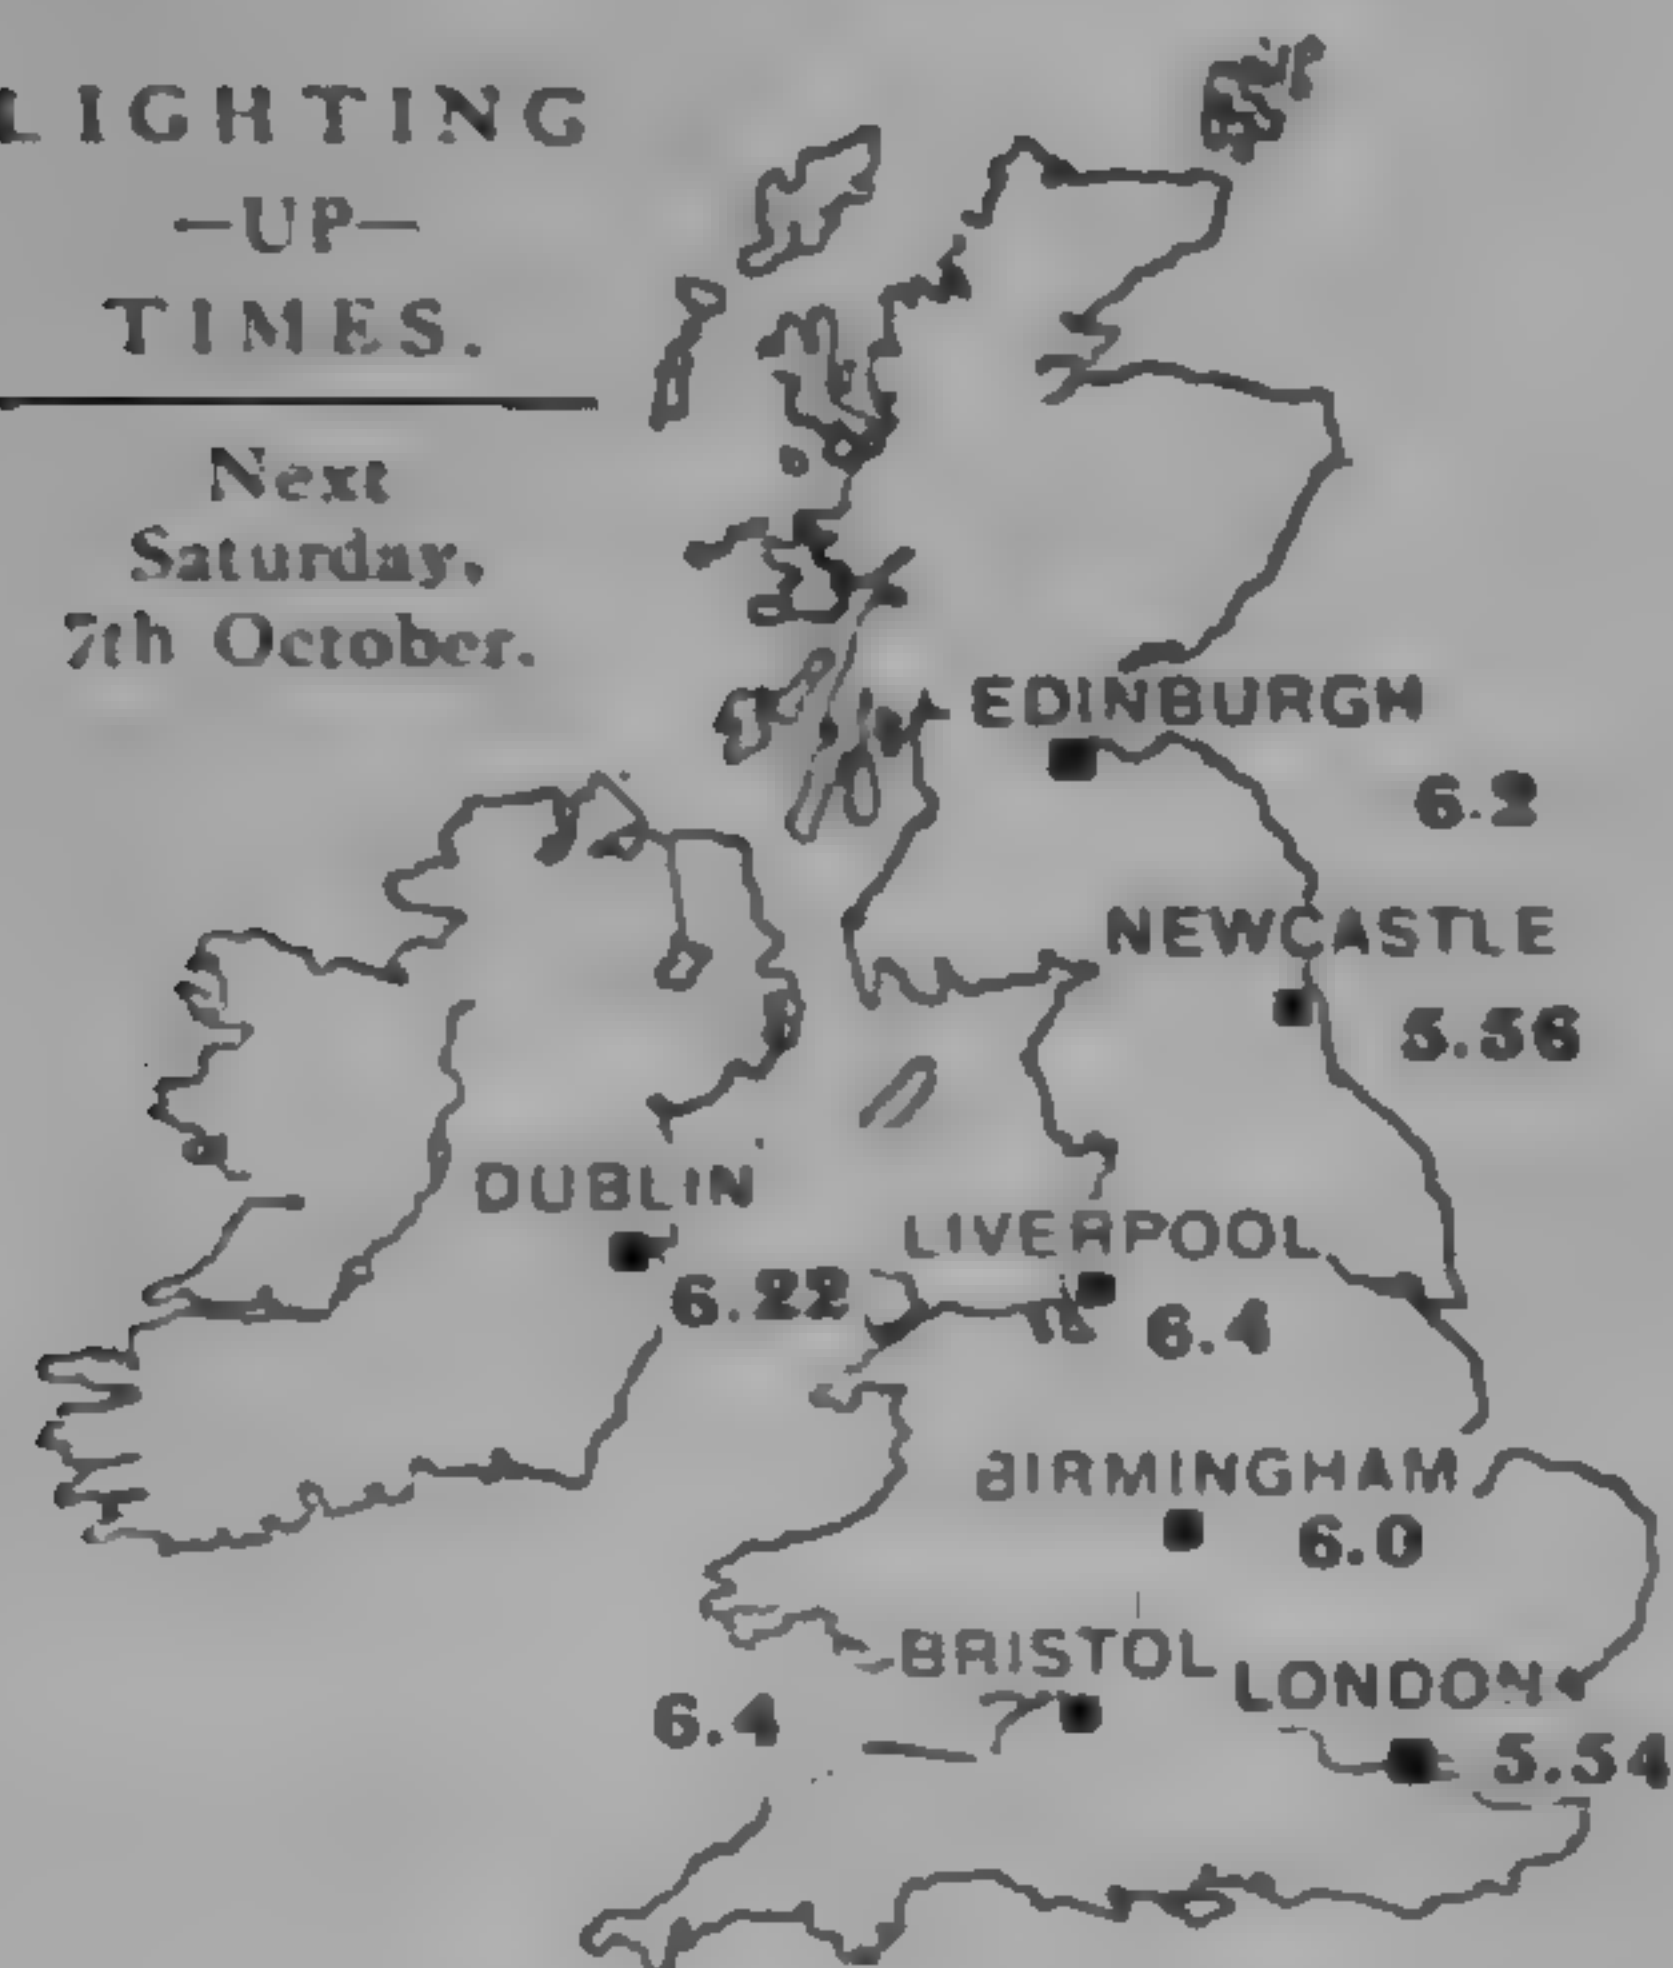 LIGHTING
—UP—
TIMES.
Next
Saturday,
7th October.
EDINBURGH
6.2
NEWCASTLE
5.56
DUBLIN
6.22
LIVERPOOL
6.4
BIRMINGHAM
6.0
BRISTOL
6.4
LONDON
5.54